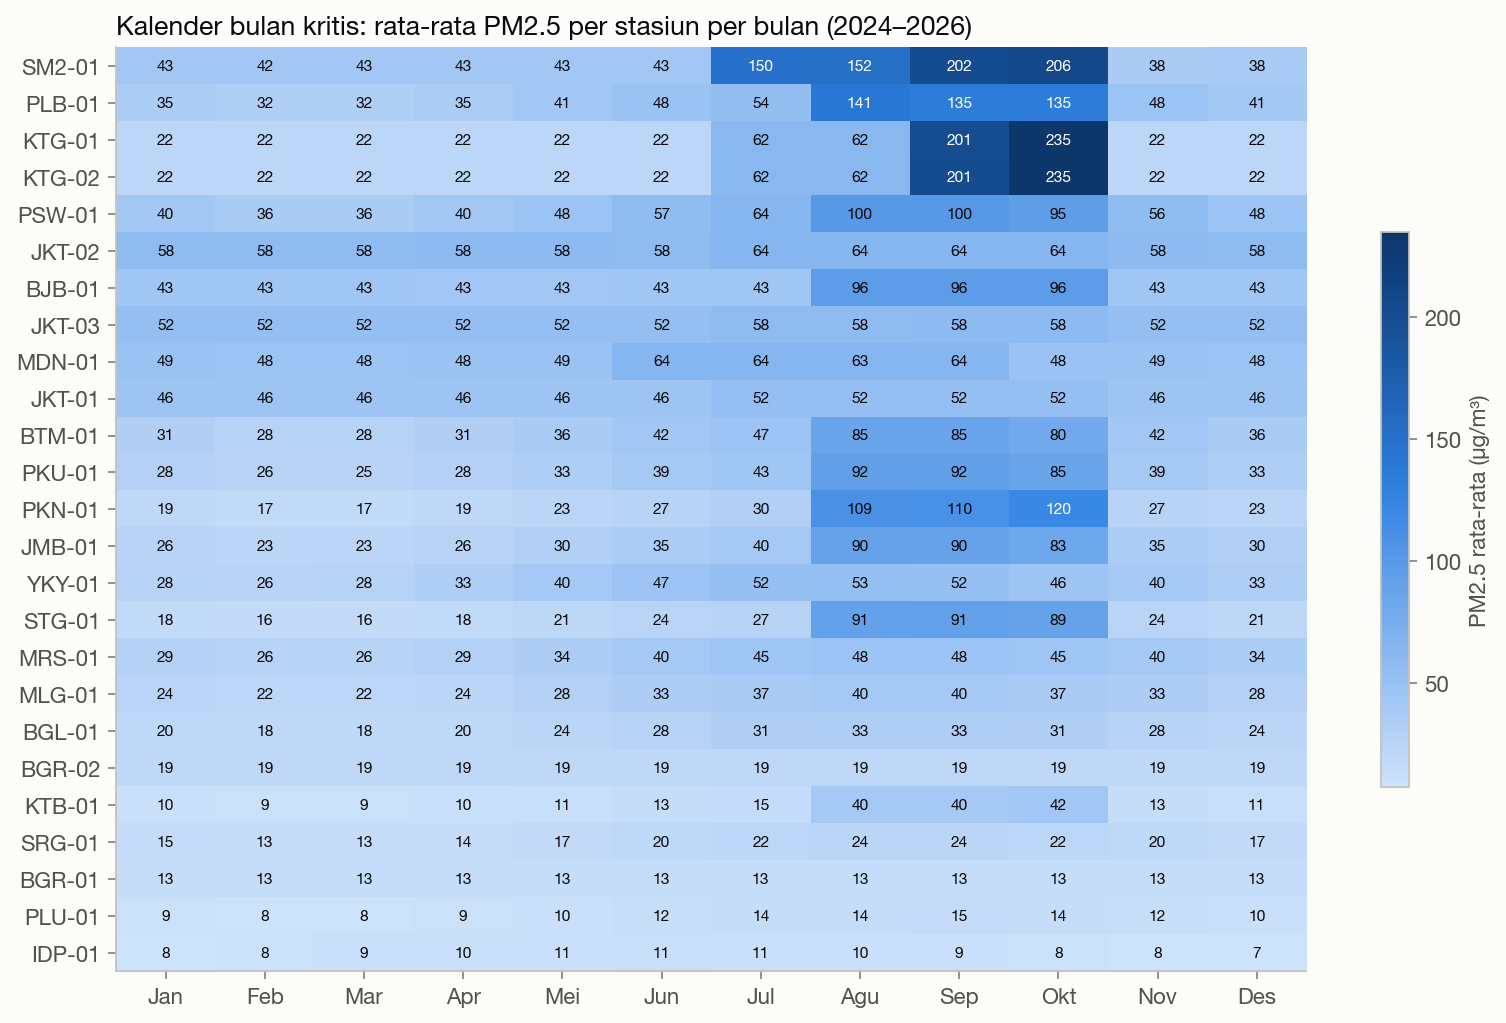 Kalender bulan kritis: rata-rata PM2.5 per stasiun per bulan (2024–2026)
SM2-01 43 42 43 43 43 43 150 152 202 206 38 38
PLB-01 35 32 32 35 41 48 54 141 135 135 48 41
KTG-01 22 22 22 22 22 22 62 62 201 235 22 22
KTG-02 22 22 22 22 22 22 62 62 201 235 22 22
PSW-01 40 36 36 40 48 57 64 100 100 95 56 48
JKT-02 58 58 58 58 58 58 64 64 64 64 58 58
BJB-01 43 43 43 43 43 43 43 96 96 96 43 43
JKT-03 52 52 52 52 52 52 58 58 58 58 52 52
MDN-01 49 48 48 48 49 64 64 63 64 48 49 48
JKT-01 46 46 46 46 46 46 52 52 52 52 46 46
BTM-01 31 28 28 31 36 42 47 85 85 80 42 36
PKU-01 28 26 25 28 33 39 43 92 92 85 39 33
PKN-01 19 17 17 19 23 27 30 109 110 120 27 23
JMB-01 26 23 23 26 30 35 40 90 90 83 35 30
YKY-01 28 26 28 33 40 47 52 53 52 46 40 33
STG-01 18 16 16 18 21 24 27 91 91 89 24 21
MRS-01 29 26 26 29 34 40 45 48 48 45 40 34
MLG-01 24 22 22 24 28 33 37 40 40 37 33 28
BGL-01 20 18 18 20 24 28 31 33 33 31 28 24
BGR-02 19 19 19 19 19 19 19 19 19 19 19 19
KTB-01 10 9 9 10 11 13 15 40 40 42 13 11
SRG-01 15 13 13 14 17 20 22 24 24 22 20 17
BGR-01 13 13 13 13 13 13 13 13 13 13 13 13
PLU-01 9 8 8 9 10 12 14 14 15 14 12 10
IDP-01 8 8 9 10 11 11 11 10 9 8 8 7
Jan Feb Mar Apr Mei Jun Jul Agu Sep Okt Nov Des
200
150
100
50
PM2.5 rata-rata (µg/m³)